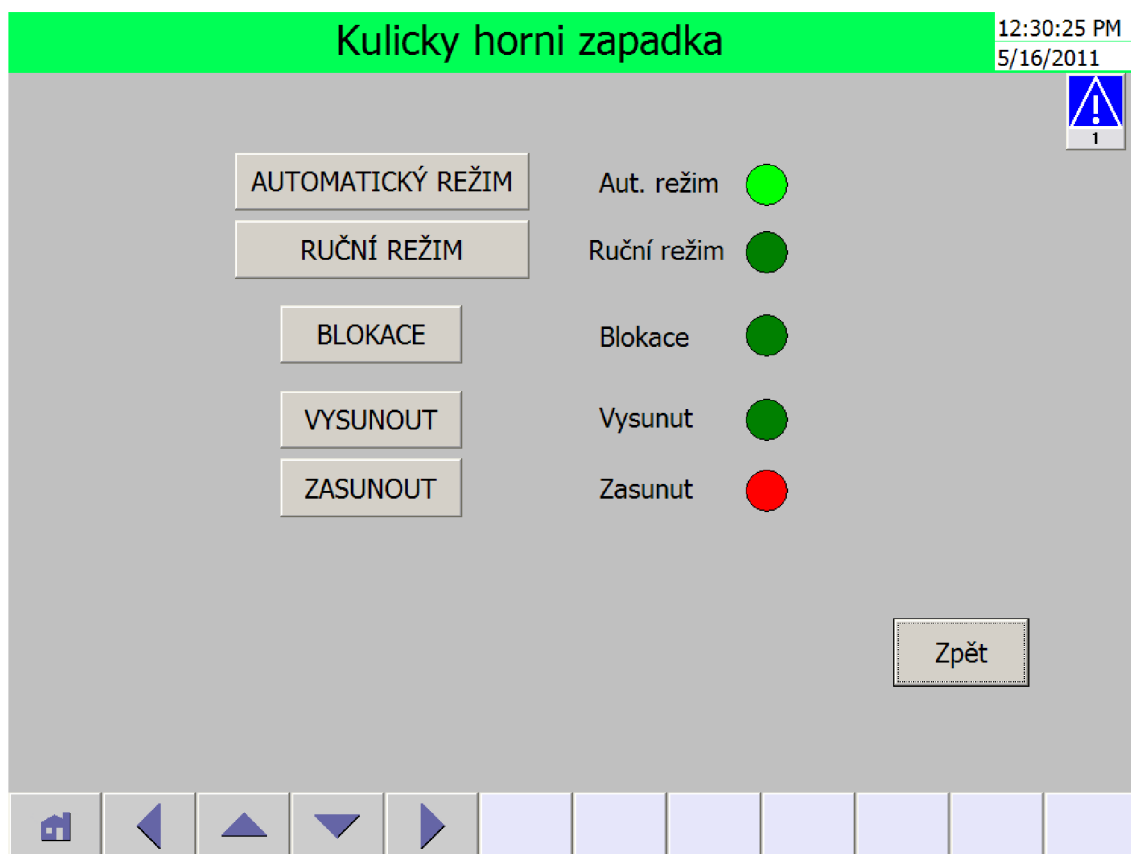 Kulicky horni zapadka
12:30:25 PM
5/16/2011
1
AUTOMATICKÝ REŽIM
Aut. režim
RUČNÍ REŽIM
Ruční režim
BLOKACE
Blokace
VYSUNOUT
Vysunut
ZASUNOUT
Zasunut
Zpět